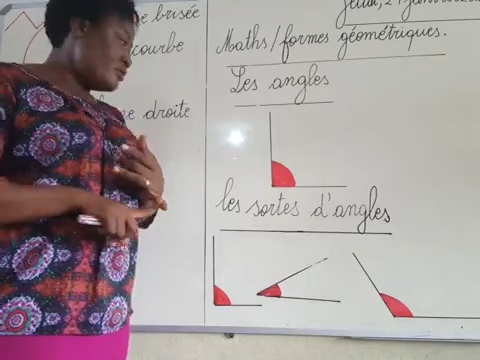 brisée
courbe
droite
Maths/formes géométriques.
Les angles
les sortes d'angles